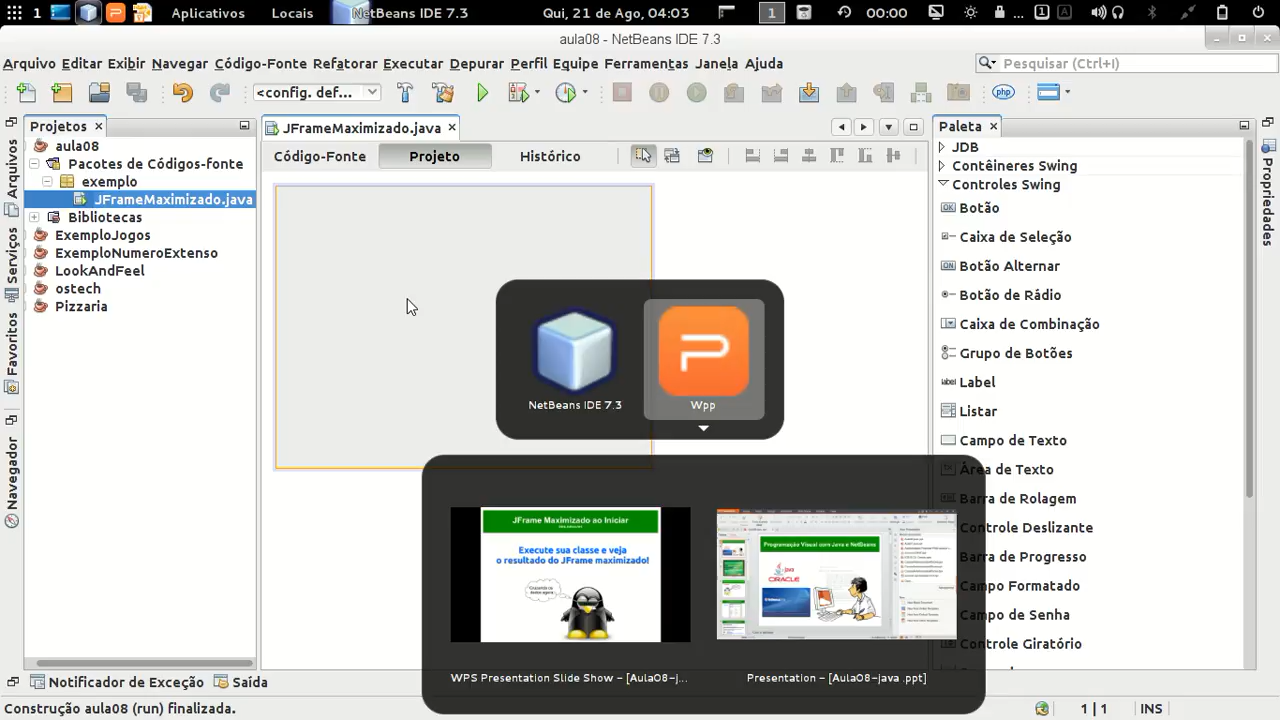 1
Aplicativos
Locais
NetBeans IDE 7.3
Qui, 21 de Ago, 04:03
1
00:00
...
1
A
aula08 - NetBeans IDE 7.3
Arquivo Editar Exibir Navegar Código-Fonte Refatorar Executar Depurar Perfil Equipe Ferramentas Janela Ajuda
Pesquisar (Ctrl+I)
<config. def...
php
Projetos
JFrameMaximizado.java
Paleta
Código-Fonte
Projeto
Histórico
aula08
Pacotes de Códigos-fonte
exemplo
JFrameMaximizado.java
Bibliotecas
ExemploJogos
ExemploNumeroExtenso
LookAndFeel
ostech
Pizzaria
Arquivos
Serviços
Favoritos
Navegador
JDB
Contêineres Swing
Controles Swing
OK Botão
Caixa de Seleção
Botão Alternar
Botão de Rádio
Caixa de Combinação
Grupo de Botões
label Label
Listar
Campo de Texto
Área de Texto
Barra de Rolagem
Controle Deslizante
Barra de Progresso
Campo Formatado
Campo de Senha
Controle Giratório
Propriedades
NetBeans IDE 7.3
Wpp
JFrame Maximizado ao Iniciar
Execute sua classe e veja
o resultado do JFrame maximizado!
Programação Visual com Java e NetBeans
Java
ORACLE
WPS Presentation Slide Show - [Aula08-j...
Presentation - [Aula08-java .ppt]
Notificador de Exceção
Saída
Construção aula08 (run) finalizada.
1 | 1
INS